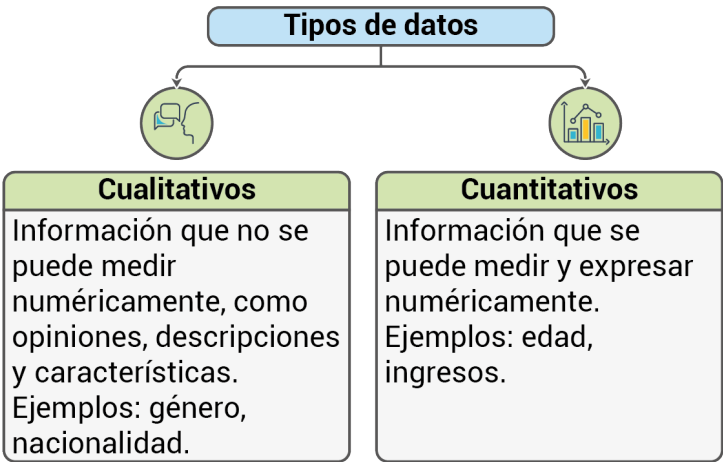 Tipos de datos
Cualitativos
Información que no se
puede medir
numéricamente, como
opiniones, descripciones
y características.
Ejemplos: género,
nacionalidad.
Cuantitativos
Información que se
puede medir y expresar
numéricamente.
Ejemplos: edad,
ingresos.